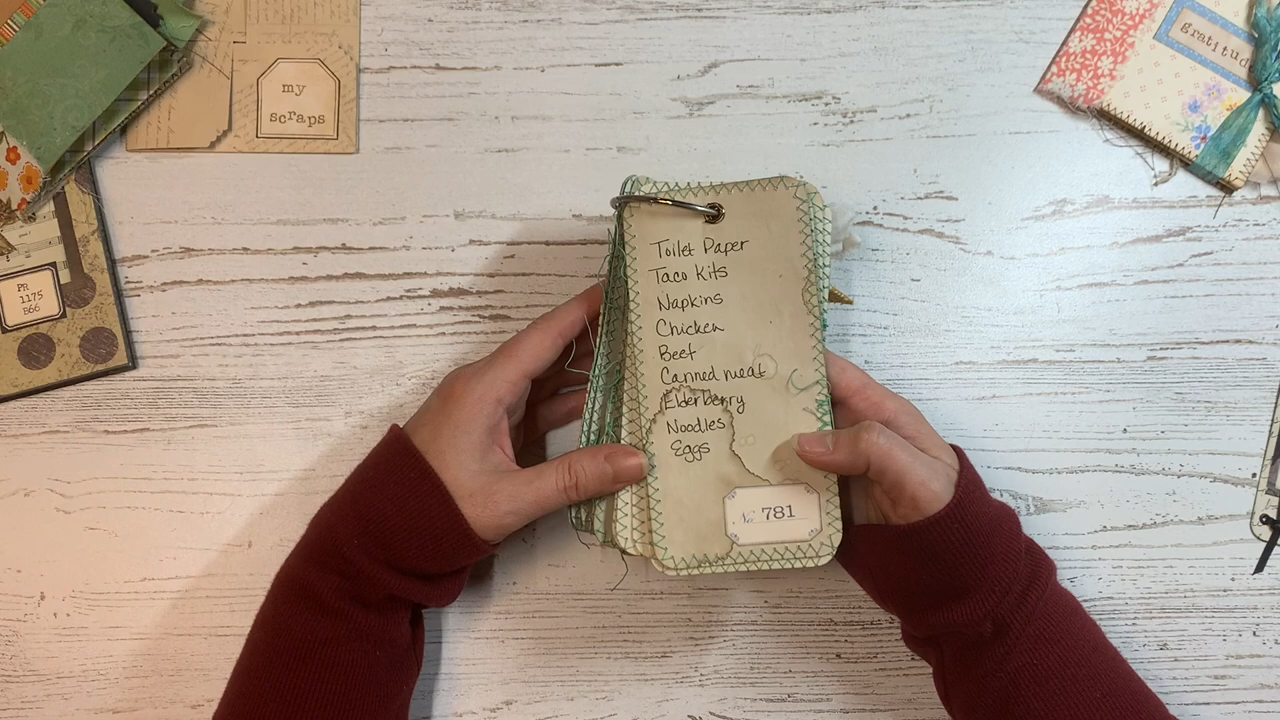 my
scraps
gratitud
PR
1175
B66
Toilet Paper
Taco Kits
Napkins
Chicken
Beef
Canned meat
Elderberry
Noodles
Eggs
No 781